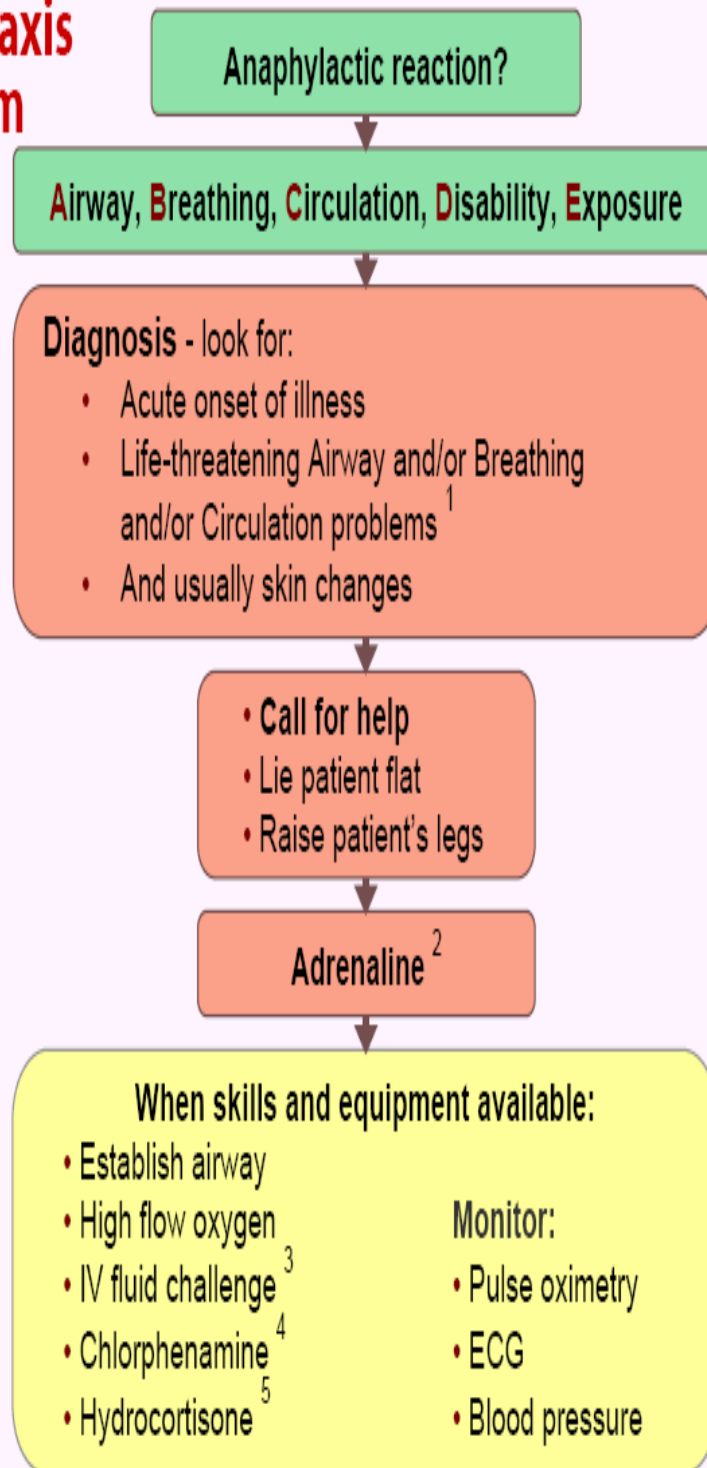 axis
m
Anaphylactic reaction?
Airway, Breathing, Circulation, Disability, Exposure
Diagnosis - look for:
• Acute onset of illness
• Life-threatening Airway and/or Breathing
and/or Circulation problems 1
• And usually skin changes
• Call for help
• Lie patient flat
• Raise patient's legs
Adrenaline 2
When skills and equipment available:
• Establish airway
• High flow oxygen
• IV fluid challenge 3
• Chlorphenamine 4
• Hydrocortisone 5
Monitor:
• Pulse oximetry
• ECG
• Blood pressure